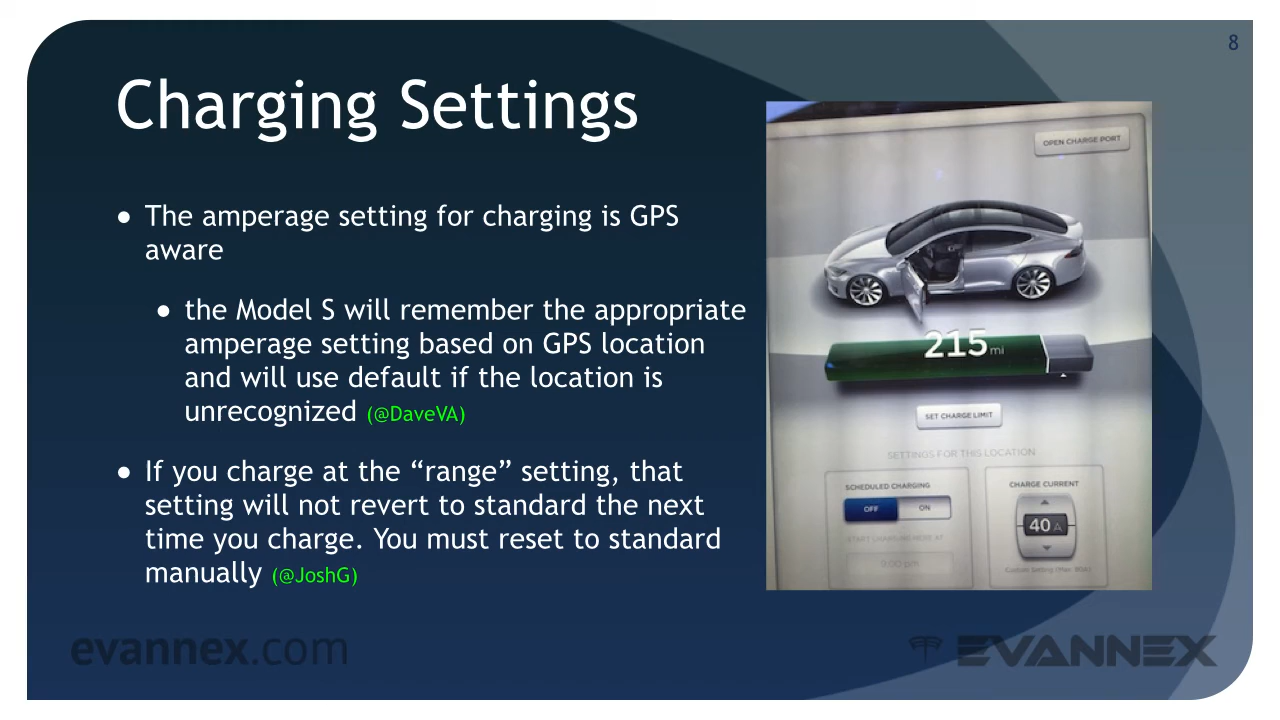 8
Charging Settings
● The amperage setting for charging is GPS
aware
● the Model S will remember the appropriate
amperage setting based on GPS location
and will use default if the location is
unrecognized (@DaveVA)
● If you charge at the “range” setting, that
setting will not revert to standard the next
time you charge. You must reset to standard
manually (@JoshG)
OPEN CHARGE PORT
215 mi
SET CHARGE LIMIT
SETTINGS FOR THIS LOCATION
SCHEDULED CHARGING
OFF ON
9:00 pm
CHARGE CURRENT
40 A
evannex.com
EVANNEX